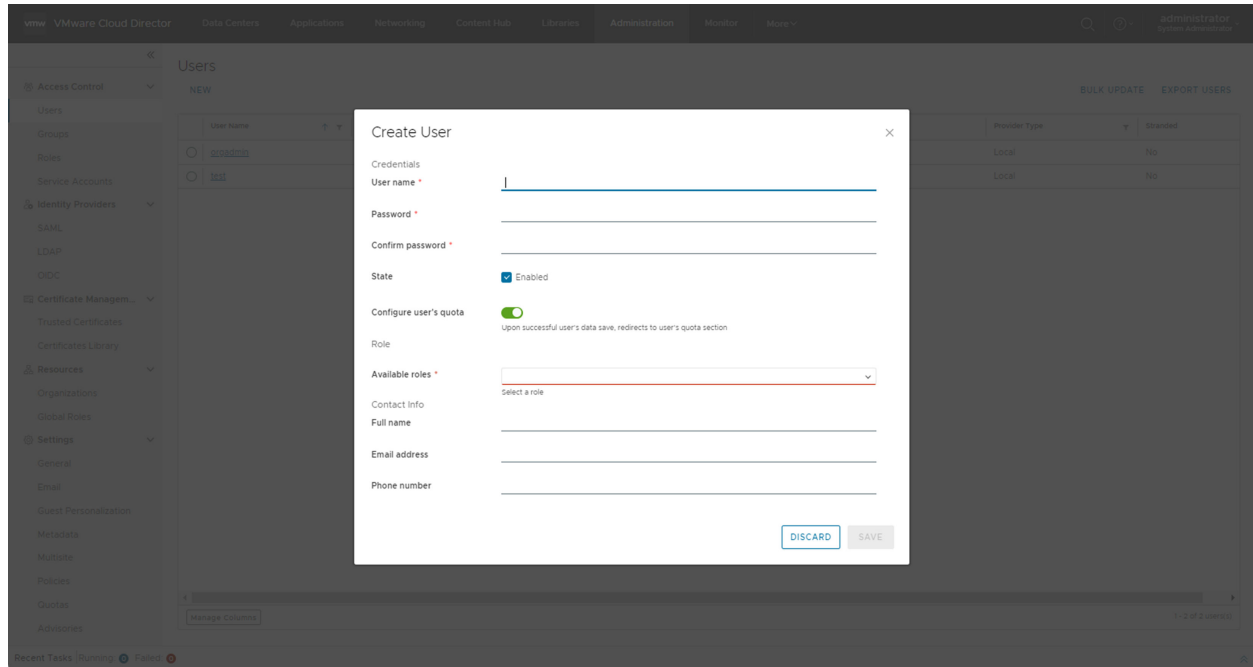 vmw VMware Cloud Director Data Centers Applications Networking Content Hub Libraries Administration Monitor More administrator
System Administrator
Users
Access Control
NEW BULK UPDATE EXPORT USERS
Users
Groups
Roles
Service Accounts
Identity Providers
SAML
LDAP
OIDC
Certificate Managem...
Trusted Certificates
Certificates Library
Resources
Organizations
Global Roles
Settings
General
Email
Guest Personalization
Metadata
Multisite
Policies
Quotas
Advisories
User Name Provider Type Stranded
orgadmin Local No
test Local No
Create User
Credentials
User name *
Password *
Confirm password *
State Enabled
Configure user's quota
Upon successful user's data save, redirects to user's quota section
Role
Available roles *
Select a role
Contact Info
Full name
Email address
Phone number
DISCARD SAVE
Manage Columns 1 - 2 of 2 user(s)
Recent Tasks Running: 0 Failed: 0